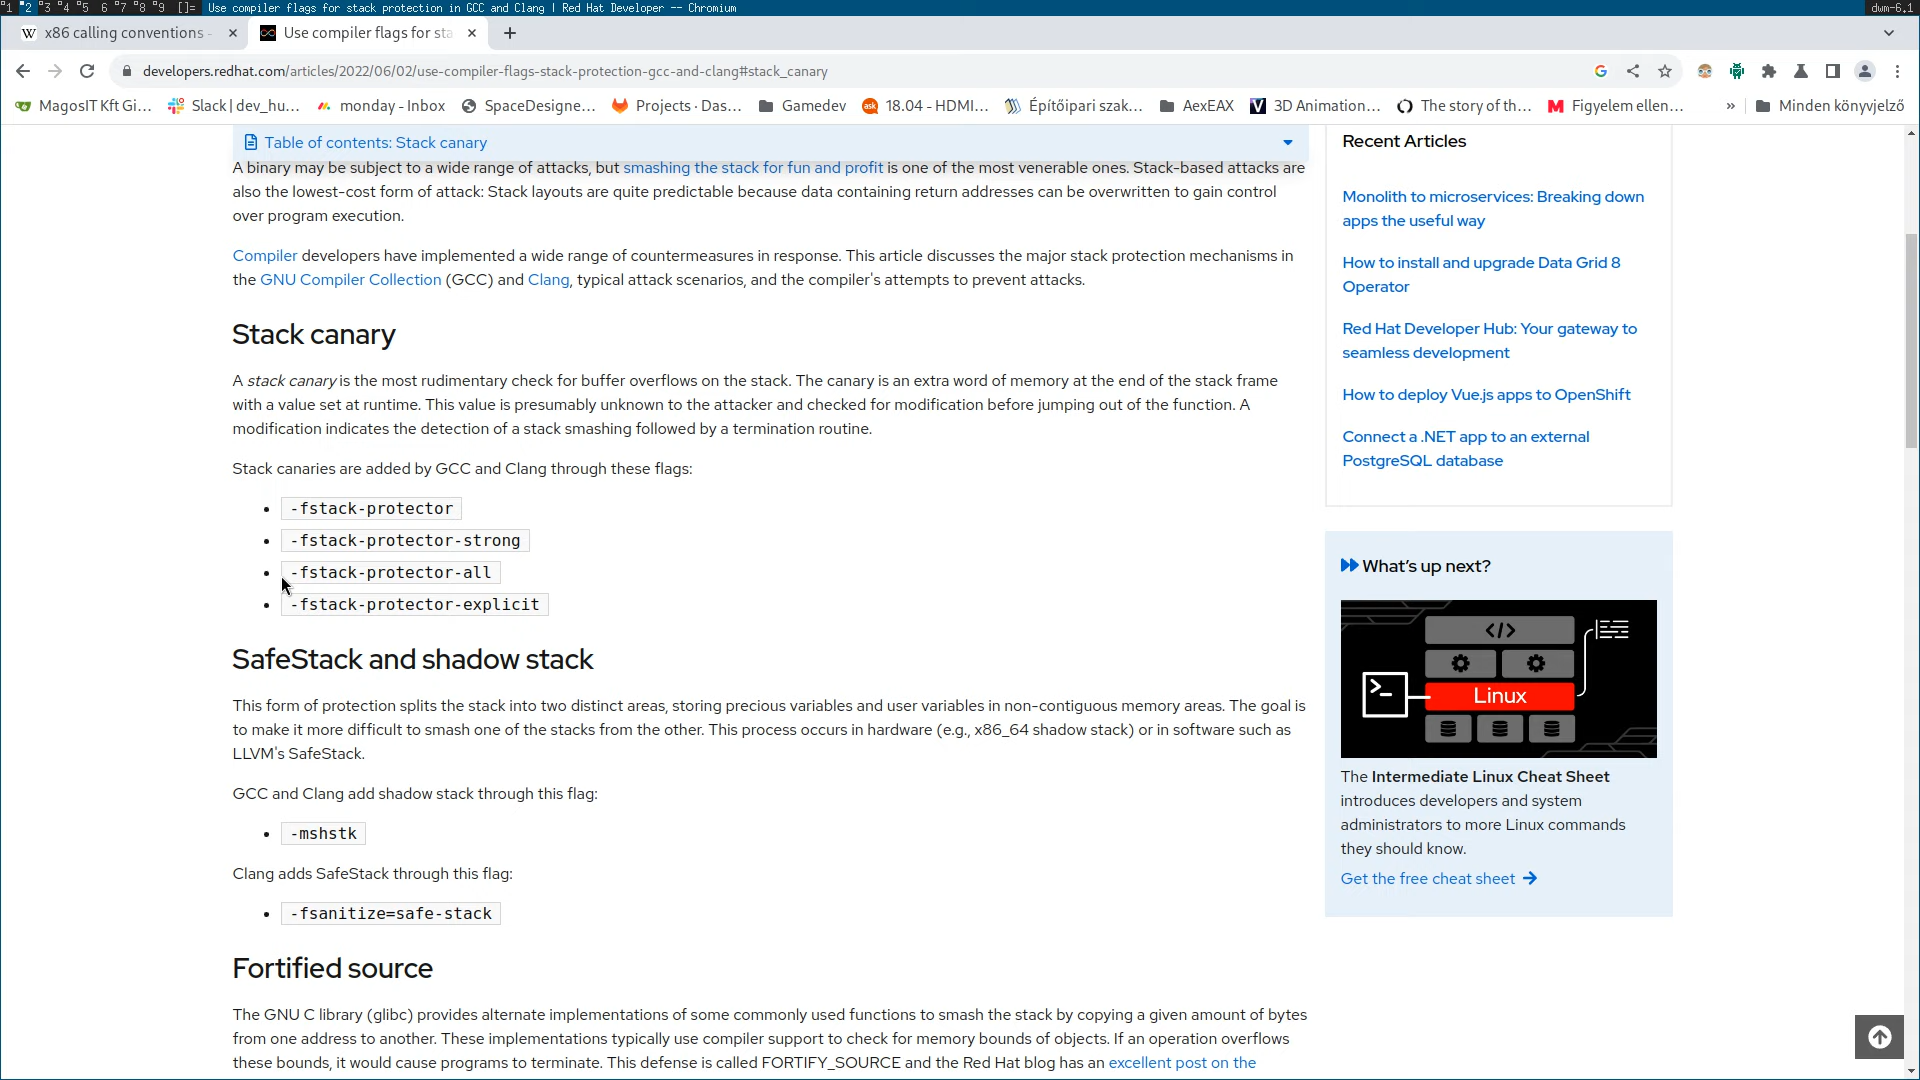 1 2 3 4 5 6 7 8 9 []= Use compiler flags for stack protection in GCC and Clang | Red Hat Developer -- Chromium dwm-6.1
W x86 calling conventions - Use compiler flags for sta
developers.redhat.com/articles/2022/06/02/use-compiler-flags-stack-protection-gcc-and-clang#stack_canary
MagosIT Kft Gi... Slack | dev_hu... monday - Inbox SpaceDesigne... Projects · Das... Gamedev ask 18.04 - HDMI... Építőipari szak... AexEAX V 3D Animation... The story of th... M Figyelem ellen... » Minden könyvjelző
Table of contents: Stack canary
A binary may be subject to a wide range of attacks, but smashing the stack for fun and profit is one of the most venerable ones. Stack-based attacks are
also the lowest-cost form of attack: Stack layouts are quite predictable because data containing return addresses can be overwritten to gain control
over program execution.
Compiler developers have implemented a wide range of countermeasures in response. This article discusses the major stack protection mechanisms in
the GNU Compiler Collection (GCC) and Clang, typical attack scenarios, and the compiler's attempts to prevent attacks.
Stack canary
A stack canary is the most rudimentary check for buffer overflows on the stack. The canary is an extra word of memory at the end of the stack frame
with a value set at runtime. This value is presumably unknown to the attacker and checked for modification before jumping out of the function. A
modification indicates the detection of a stack smashing followed by a termination routine.
Stack canaries are added by GCC and Clang through these flags:
• -fstack-protector
• -fstack-protector-strong
• -fstack-protector-all
• -fstack-protector-explicit
SafeStack and shadow stack
This form of protection splits the stack into two distinct areas, storing precious variables and user variables in non-contiguous memory areas. The goal is
to make it more difficult to smash one of the stacks from the other. This process occurs in hardware (e.g., x86_64 shadow stack) or in software such as
LLVM's SafeStack.
GCC and Clang add shadow stack through this flag:
• -mshstk
Clang adds SafeStack through this flag:
• -fsanitize=safe-stack
Fortified source
The GNU C library (glibc) provides alternate implementations of some commonly used functions to smash the stack by copying a given amount of bytes
from one address to another. These implementations typically use compiler support to check for memory bounds of objects. If an operation overflows
these bounds, it would cause programs to terminate. This defense is called FORTIFY_SOURCE and the Red Hat blog has an excellent post on the
Recent Articles
Monolith to microservices: Breaking down
apps the useful way
How to install and upgrade Data Grid 8
Operator
Red Hat Developer Hub: Your gateway to
seamless development
How to deploy Vue.js apps to OpenShift
Connect a .NET app to an external
PostgreSQL database
What's up next?
</>
Linux
The Intermediate Linux Cheat Sheet
introduces developers and system
administrators to more Linux commands
they should know.
Get the free cheat sheet →